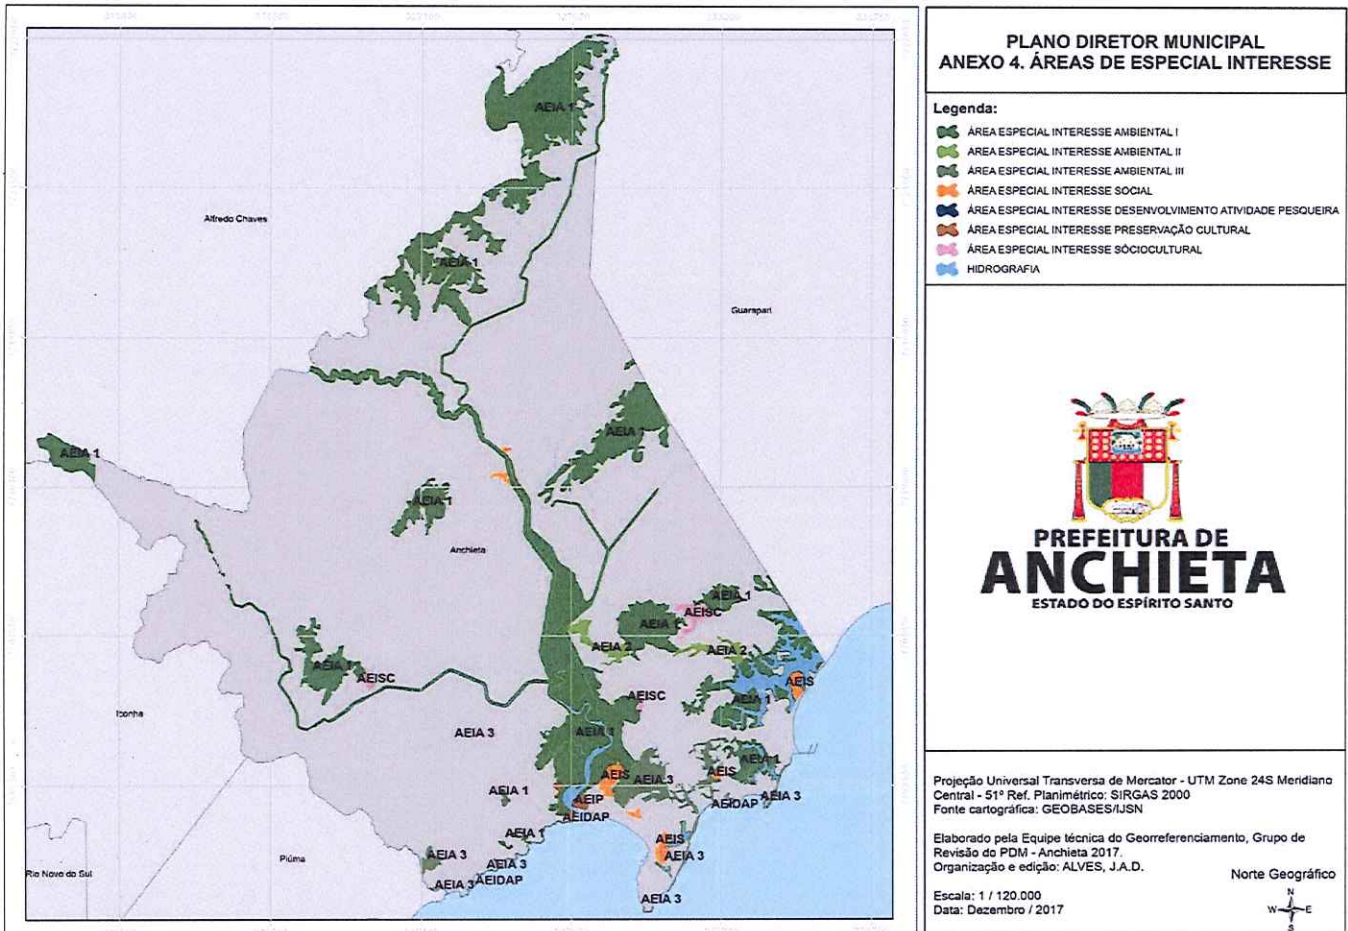 PLANO DIRETOR MUNICIPAL
ANEXO 4. ÁREAS DE ESPECIAL INTERESSE
Legenda:
ÁREA ESPECIAL INTERESSE AMBIENTAL I
ÁREA ESPECIAL INTERESSE AMBIENTAL II
ÁREA ESPECIAL INTERESSE AMBIENTAL III
ÁREA ESPECIAL INTERESSE SOCIAL
ÁREA ESPECIAL INTERESSE DESENVOLVIMENTO ATIVIDADE PESQUEIRA
ÁREA ESPECIAL INTERESSE PRESERVAÇÃO CULTURAL
ÁREA ESPECIAL INTERESSE SÓCIOCULTURAL
HIDROGRAFIA
AEIA 1
Alfredo Chaves
AEIA 1
Guarapari
AEIA 1
AEIA 1
AEIA 1
Anchieta
AEIA 1
AEISC
AEIA 1
AEIA 2
AEIA 2
AEIA 1
AEISC
AEIS
AEISC
AEIA 1
Iconha
AEIA 3
AEIA 1
AEIA 1
AEIS
AEIA 3
AEIS
AEIA 1
AEIP
AEIDAP
AEIDAP
AEIA 3
AEIA 1
AEIS
AEIA 3
AEIA 3
AEIA 3
Piúma
AEIA 3
AEIDAP
Rio Novo do Sul
AEIA 3
PREFEITURA DE
ANCHIETA
ESTADO DO ESPÍRITO SANTO
Projeção Universal Transversa de Mercator - UTM Zone 24S Meridiano
Central - 51º Ref. Planimétrico: SIRGAS 2000
Fonte cartográfica: GEOBASES/IJSN
Elaborado pela Equipe técnica do Georreferenciamento, Grupo de
Revisão do PDM - Anchieta 2017.
Organização e edição: ALVES, J.A.D.
Norte Geográfico
Escala: 1 / 120.000
Data: Dezembro / 2017
N
W E
S